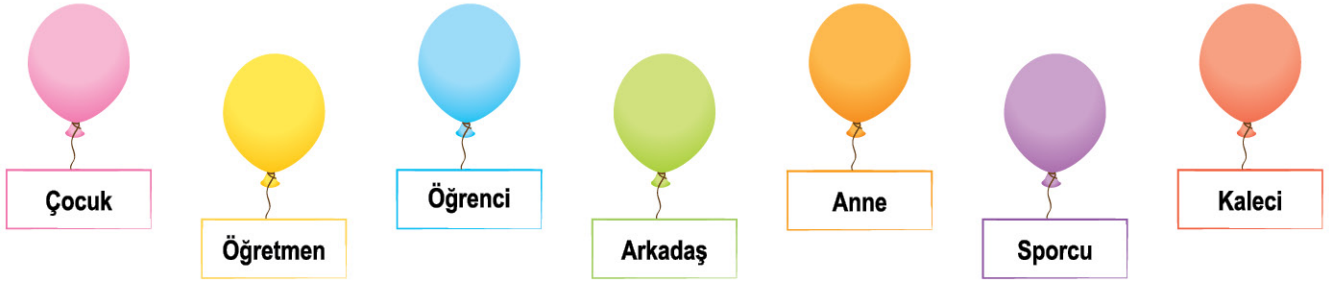 Çocuk
Öğretmen
Öğrenci
Arkadaş
Anne
Sporcu
Kaleci